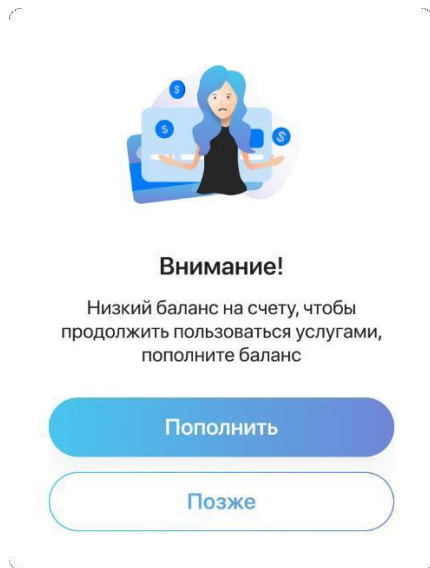 $
$
$
Внимание!
Низкий баланс на счету, чтобы
продолжить пользоваться услугами,
пополните баланс
Пополнить
Позже